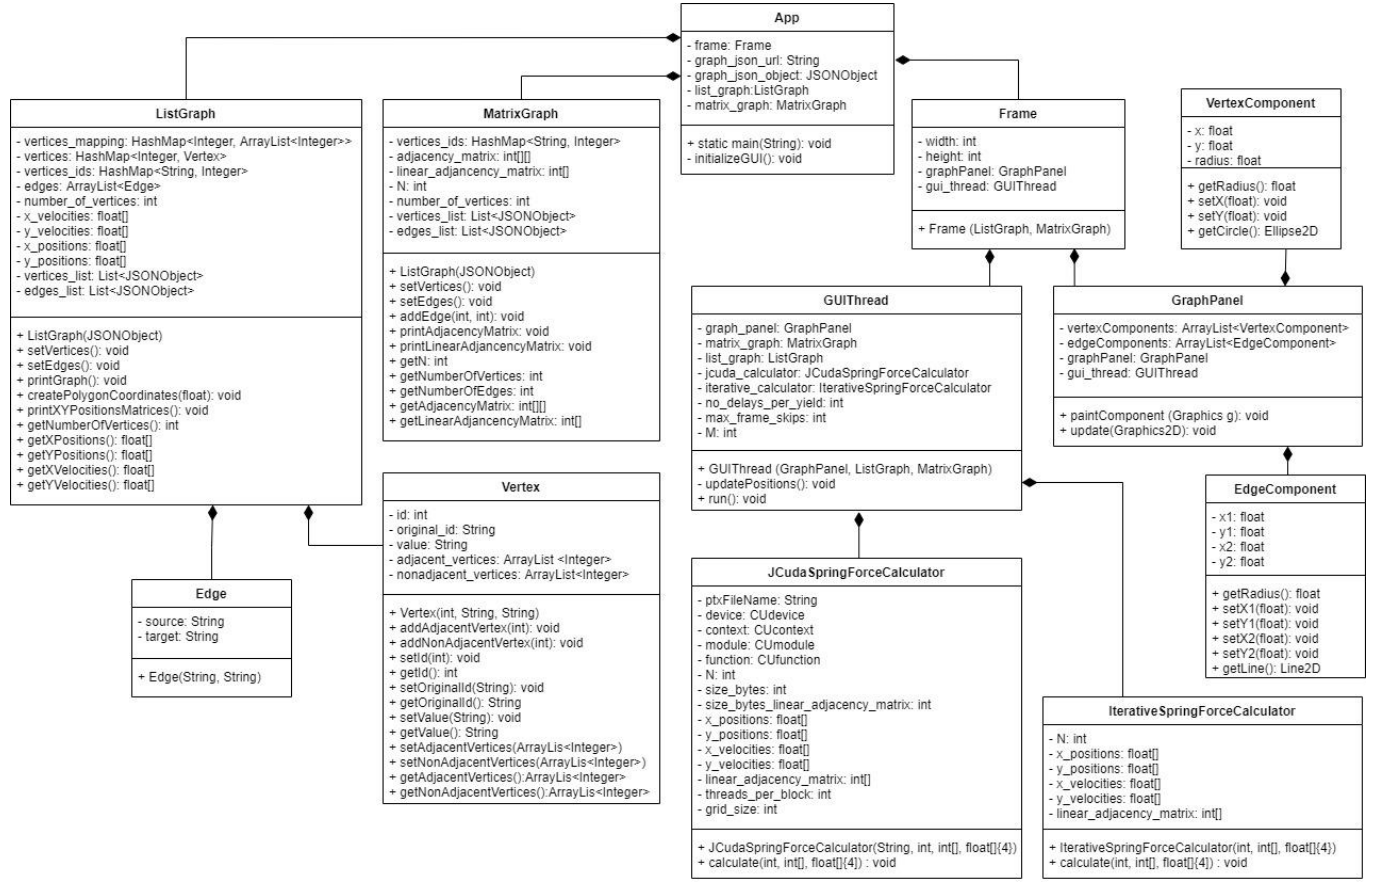 App
- frame: Frame
- graph_json_url: String
- graph_json_object: JSONObject
- list_graph:ListGraph
- matrix_graph: MatrixGraph
+ static main(String): void
- initializeGUI(): void
ListGraph
- vertices_mapping: HashMap<Integer, ArrayList<Integer>>
- vertices: HashMap<Integer, Vertex>
- vertices_ids: HashMap<String, Integer>
- edges: ArrayList<Edge>
- number_of_vertices: int
- x_velocities: float[]
- y_velocities: float[]
- x_positions: float[]
- y_positions: float[]
- vertices_list: List<JSONObject>
- edges_list: List<JSONObject>
+ ListGraph(JSONObject)
+ setVertices(): void
+ setEdges(): void
+ printGraph(): void
+ createPolygonCoordinates(float): void
+ printXYPositionsMatrices(): void
+ getNumberOfVertices(): int
+ getXPositions(): float[]
+ getYPositions(): float[]
+ getXVelocities(): float[]
+ getYVelocities(): float[]
MatrixGraph
- vertices_ids: HashMap<String, Integer>
- adjacency_matrix: int[][]
- linear_adjancency_matrix: int[]
- N: int
- number_of_vertices: int
- vertices_list: List<JSONObject>
- edges_list: List<JSONObject>
+ ListGraph(JSONObject)
+ setVertices(): void
+ setEdges(): void
+ addEdge(int, int): void
+ printAdjacencyMatrix: void
+ printLinearAdjancencyMatrix: void
+ getN: int
+ getNumberOfVertices: int
+ getNumberOfEdges: int
+ getAdjacencyMatrix: int[][]
+ getLinearAdjancencyMatrix: int[]
Frame
- width: int
- height: int
- graphPanel: GraphPanel
- gui_thread: GUIThread
+ Frame (ListGraph, MatrixGraph)
VertexComponent
- x: float
- y: float
- radius: float
+ getRadius(): float
+ setX(float): void
+ setY(float): void
+ getCircle(): Ellipse2D
GUIThread
- graph_panel: GraphPanel
- matrix_graph: MatrixGraph
- list_graph: ListGraph
- jcuda_calculator: JCudaSpringForceCalculator
- iterative_calculator: IterativeSpringForceCalculator
- no_delays_per_yield: int
- max_frame_skips: int
- M: int
+ GUIThread (GraphPanel, ListGraph, MatrixGraph)
- updatePositions(): void
+ run(): void
GraphPanel
- vertexComponents: ArrayList<VertexComponent>
- edgeComponents: ArrayList<EdgeComponent>
- graphPanel: GraphPanel
- gui_thread: GUIThread
+ paintComponent (Graphics g): void
+ update(Graphics2D): void
Vertex
- id: int
- original_id: String
- value: String
- adjacent_vertices: ArrayList <Integer>
- nonadjacent_vertices: ArrayList<Integer>
+ Vertex(int, String, String)
+ addAdjacentVertex(int): void
+ addNonAdjacentVertex(int): void
+ setId(int): void
+ getId(): int
+ setOriginalId(String): void
+ getOriginalId(): String
+ setValue(String): void
+ getValue(): String
+ setAdjacentVertices(ArrayLis<Integer>)
+ setNonAdjacentVertices(ArrayLis<Integer>)
+ getAdjacentVertices():ArrayLis<Integer>
+ getNonAdjacentVertices():ArrayLis<Integer>
Edge
- source: String
- target: String
+ Edge(String, String)
EdgeComponent
- x1: float
- y1: float
- x2: float
- y2: float
+ getRadius(): float
+ setX1(float): void
+ setY1(float): void
+ setX2(float): void
+ setY2(float): void
+ getLine(): Line2D
JCudaSpringForceCalculator
- ptxFileName: String
- device: CUdevice
- context: CUcontext
- module: CUmodule
- function: CUfunction
- N: int
- size_bytes: int
- size_bytes_linear_adjacency_matrix: int
- x_positions: float[]
- y_positions: float[]
- x_velocities: float[]
- y_velocities: float[]
- linear_adjacency_matrix: int[]
- threads_per_block: int
- grid_size: int
+ JCudaSpringForceCalculator(String, int, int[], float[]{4})
+ calculate(int, int[], float[]{4}) : void
IterativeSpringForceCalculator
- N: int
- x_positions: float[]
- y_positions: float[]
- x_velocities: float[]
- y_velocities: float[]
- linear_adjacency_matrix: int[]
+ IterativeSpringForceCalculator(int, int[], float[]{4})
+ calculate(int, int[], float[]{4}) : void